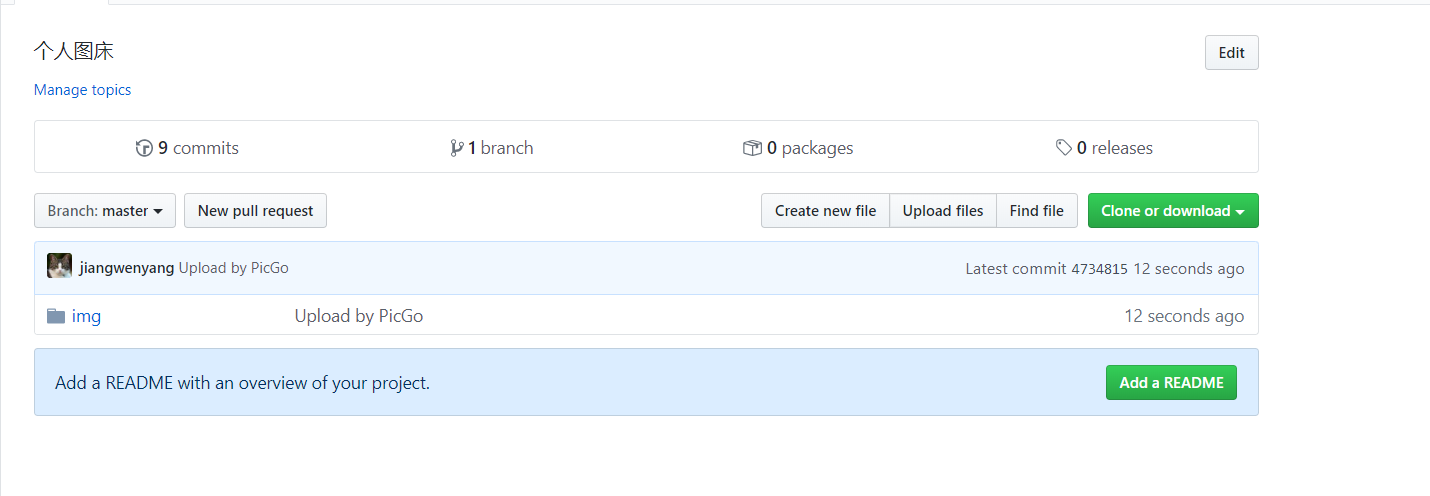 个人图床
Edit
Manage topics
9 commits
1 branch
0 packages
0 releases
Branch: master
New pull request
Create new file
Upload files
Find file
Clone or download
jiangwenyang Upload by PicGo
Latest commit 4734815 12 seconds ago
img
Upload by PicGo
12 seconds ago
Add a README with an overview of your project.
Add a README